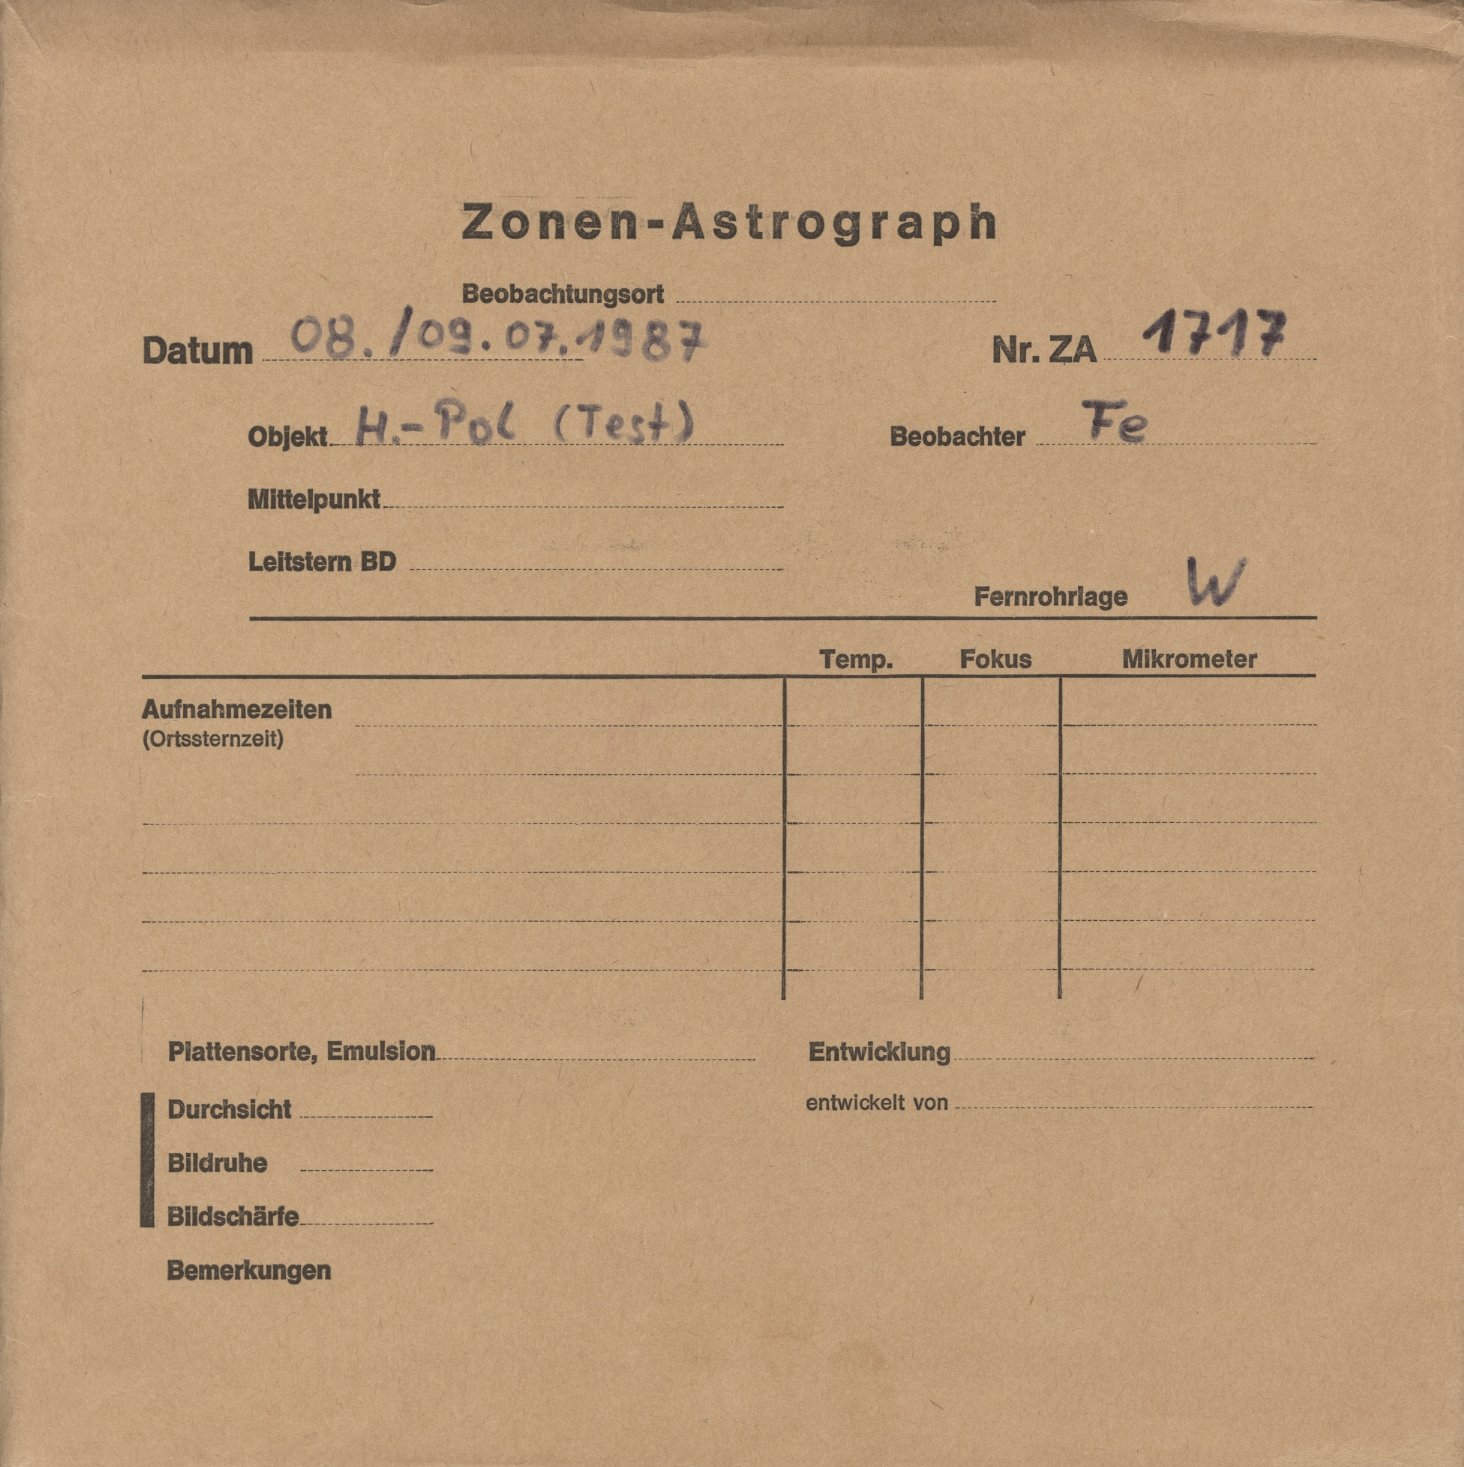 Zonen-Astrograph
Beobachtungsort
Datum 08./09.07.1987 Nr. ZA 1717
Objekt H.-Pol (Test) Beobachter Fe
Mittelpunkt
Leitstern BD
Fernrohrlage W
Temp. Fokus Mikrometer
Aufnahmezeiten
(Ortssternzeit)
Plattensorte, Emulsion Entwicklung
Durchsicht entwickelt von
Bildruhe
Bildschärfe
Bemerkungen